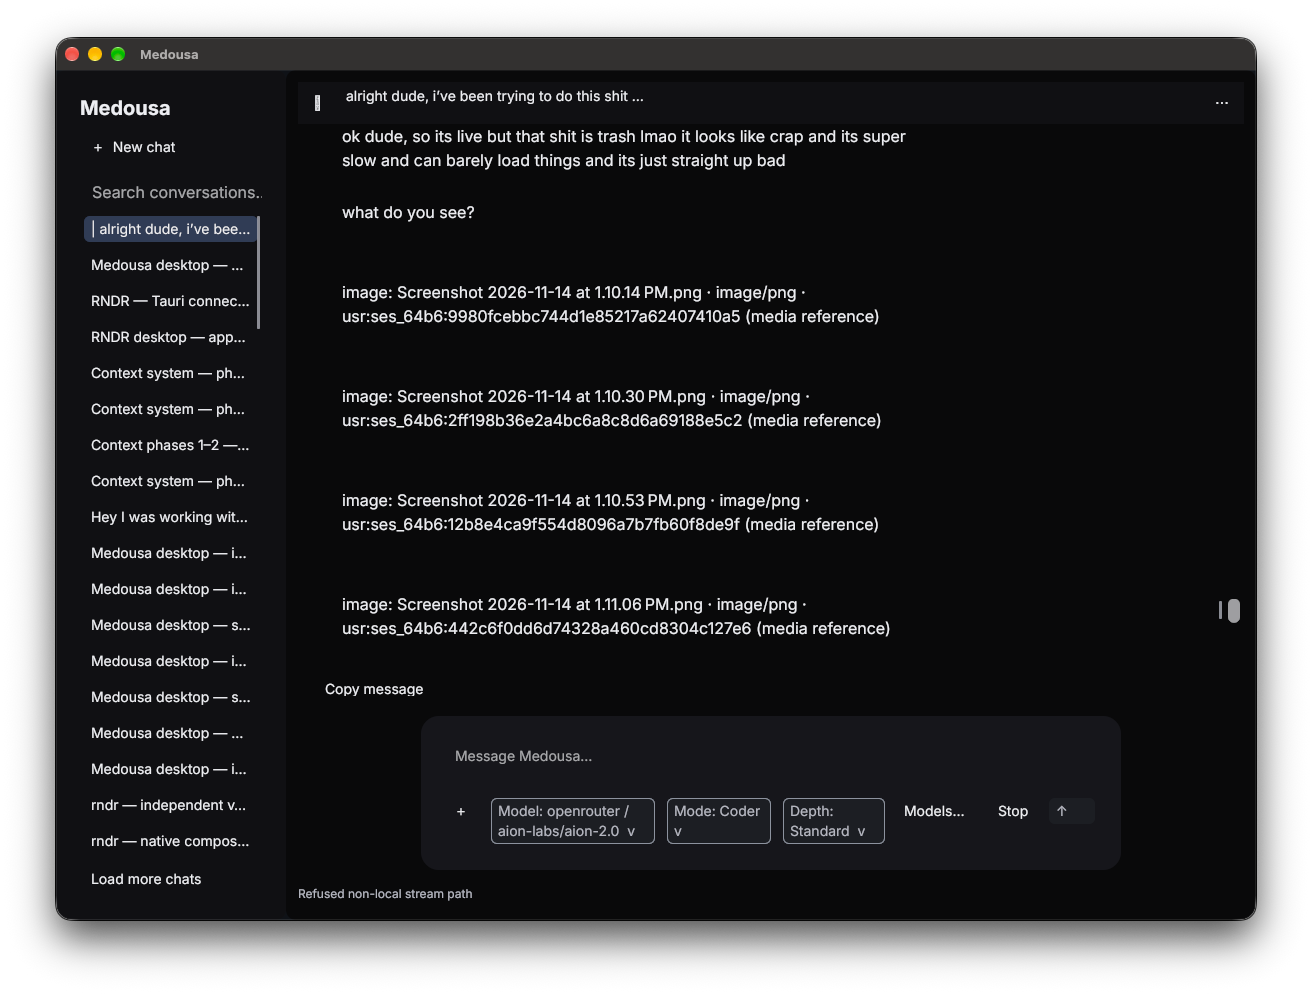 Medousa
Medousa
+ New chat
Search conversations..
alright dude, i've bee...
Medousa desktop — ...
RNDR — Tauri connec...
RNDR desktop — app...
Context system — ph...
Context system — ph...
Context phases 1–2 —...
Context system — ph...
Hey I was working wit...
Medousa desktop — i...
Medousa desktop — i...
Medousa desktop — s...
Medousa desktop — i...
Medousa desktop — s...
Medousa desktop — ...
Medousa desktop — i...
rndr — independent v...
rndr — native compos...
Load more chats
alright dude, i've been trying to do this shit ...
...
ok dude, so its live but that shit is trash lmao it looks like crap and its super
slow and can barely load things and its just straight up bad
what do you see?
image: Screenshot 2026-11-14 at 1.10.14 PM.png · image/png ·
usr:ses_64b6:9980fcebbc744d1e85217a62407410a5 (media reference)
image: Screenshot 2026-11-14 at 1.10.30 PM.png · image/png ·
usr:ses_64b6:2ff198b36e2a4bc6a8c8d6a69188e5c2 (media reference)
image: Screenshot 2026-11-14 at 1.10.53 PM.png · image/png ·
usr:ses_64b6:12b8e4ca9f554d8096a7b7fb60f8de9f (media reference)
image: Screenshot 2026-11-14 at 1.11.06 PM.png · image/png ·
usr:ses_64b6:442c6f0dd6d74328a460cd8304c127e6 (media reference)
Copy message
Message Medousa...
+
Model: openrouter /
aion-labs/aion-2.0 v
Mode: Coder
v
Depth:
Standard v
Models...
Stop
↑
Refused non-local stream path